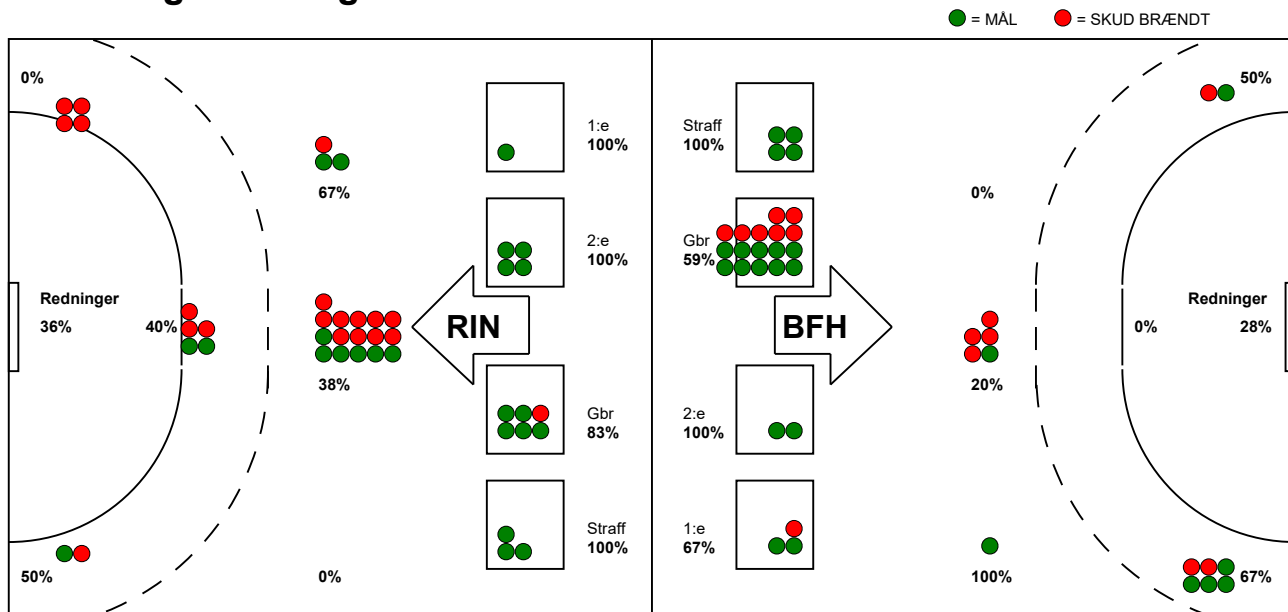 = MÅL = SKUD BRÆNDT
0%
50%
1:e
100%
Straff
100%
67%
0%
2:e
100%
Gbr
59%
Redninger
36%
40%
RIN
BFH
0%
Redninger
28%
38%
20%
Gbr
83%
2:e
100%
Straff
100%
1:e
67%
50%
0%
100%
67%